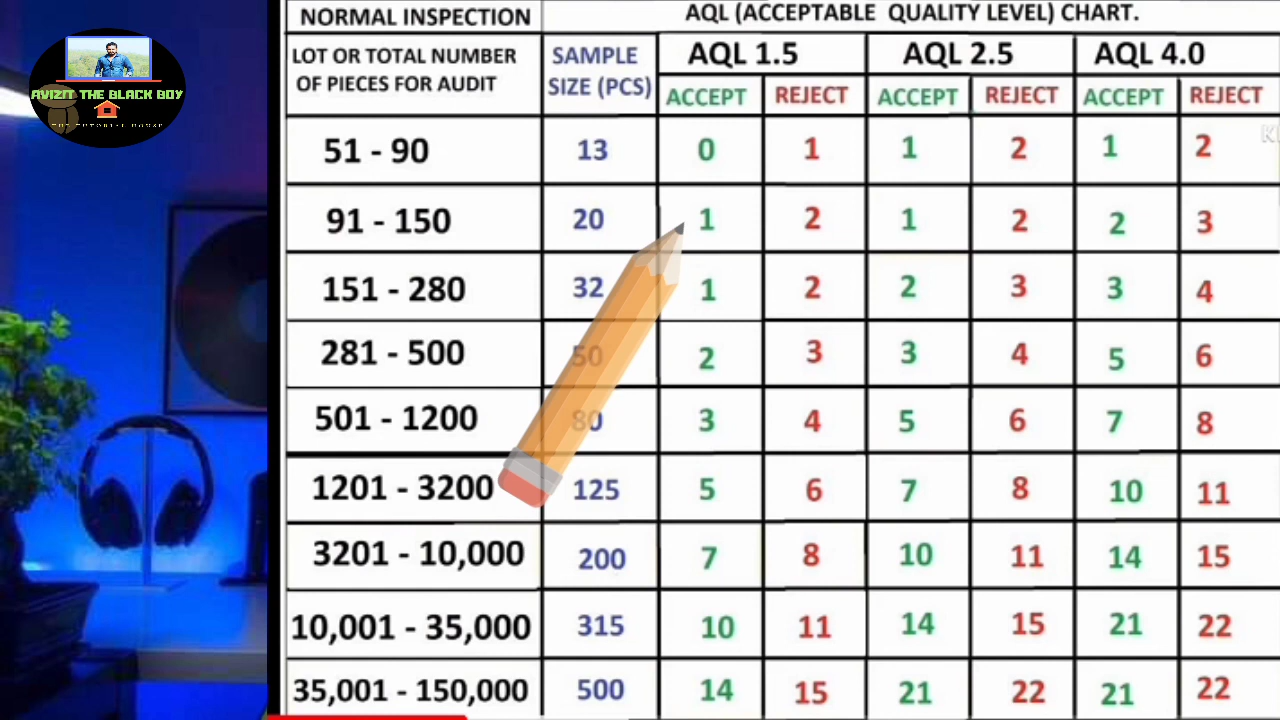 AVIZIT THE BLACK BOY
THE TUTORIAL HOUSE
NORMAL INSPECTION AQL (ACCEPTABLE QUALITY LEVEL) CHART.
LOT OR TOTAL NUMBER OF PIECES FOR AUDIT SAMPLE SIZE (PCS) AQL 1.5 AQL 2.5 AQL 4.0
ACCEPT REJECT ACCEPT REJECT ACCEPT REJECT
51 - 90 13 0 1 1 2 1 2
91 - 150 20 1 2 1 2 2 3
151 - 280 32 1 2 2 3 3 4
281 - 500 50 2 3 3 4 5 6
501 - 1200 80 3 4 5 6 7 8
1201 - 3200 125 5 6 7 8 10 11
3201 - 10,000 200 7 8 10 11 14 15
10,001 - 35,000 315 10 11 14 15 21 22
35,001 - 150,000 500 14 15 21 22 21 22